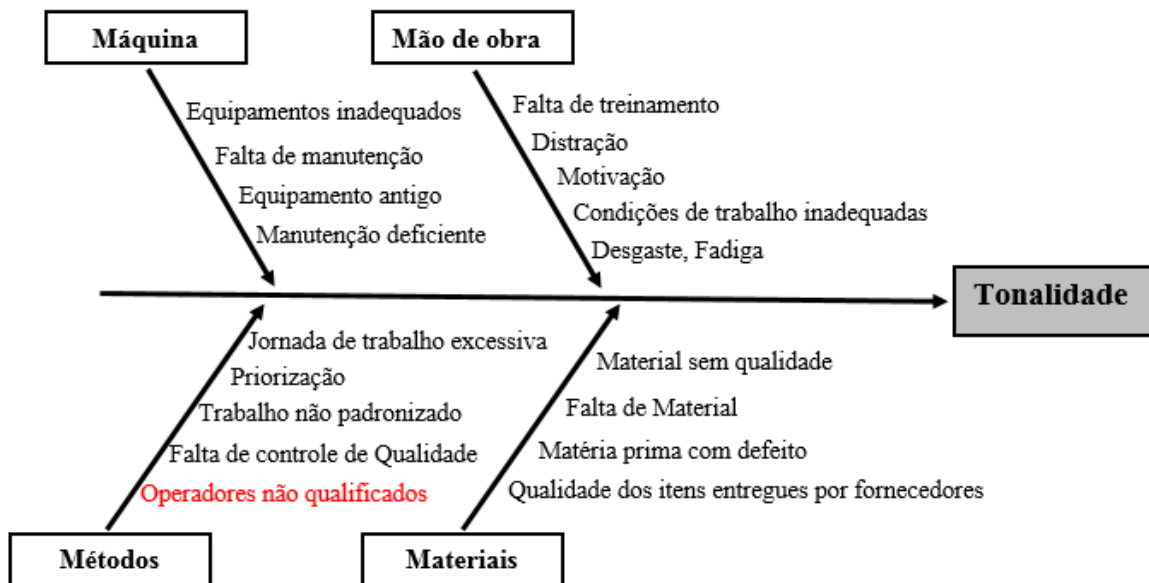 Máquina
Mão de obra
Equipamentos inadequados
Falta de manutenção
Equipamento antigo
Manutenção deficiente
Falta de treinamento
Distração
Motivação
Condições de trabalho inadequadas
Desgaste, Fadiga
Tonalidade
Jornada de trabalho excessiva
Priorização
Trabalho não padronizado
Falta de controle de Qualidade
Operadores não qualificados
Material sem qualidade
Falta de Material
Matéria prima com defeito
Qualidade dos itens entregues por fornecedores
Métodos
Materiais